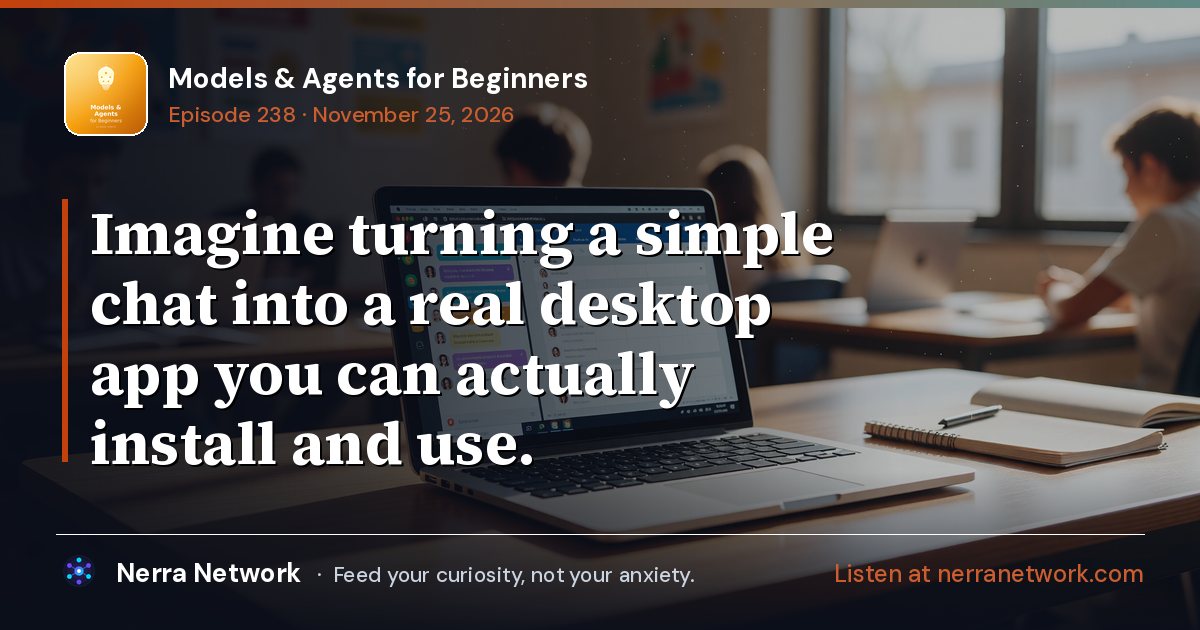 Models & Agents for Beginners
Episode 238 · November 25, 2026
Models &
Agents
for Beginners
Imagine turning a simple
chat into a real desktop
app you can actually
install and use.
Nerra Network · Feed your curiosity, not your anxiety.
Listen at nerranetwork.com